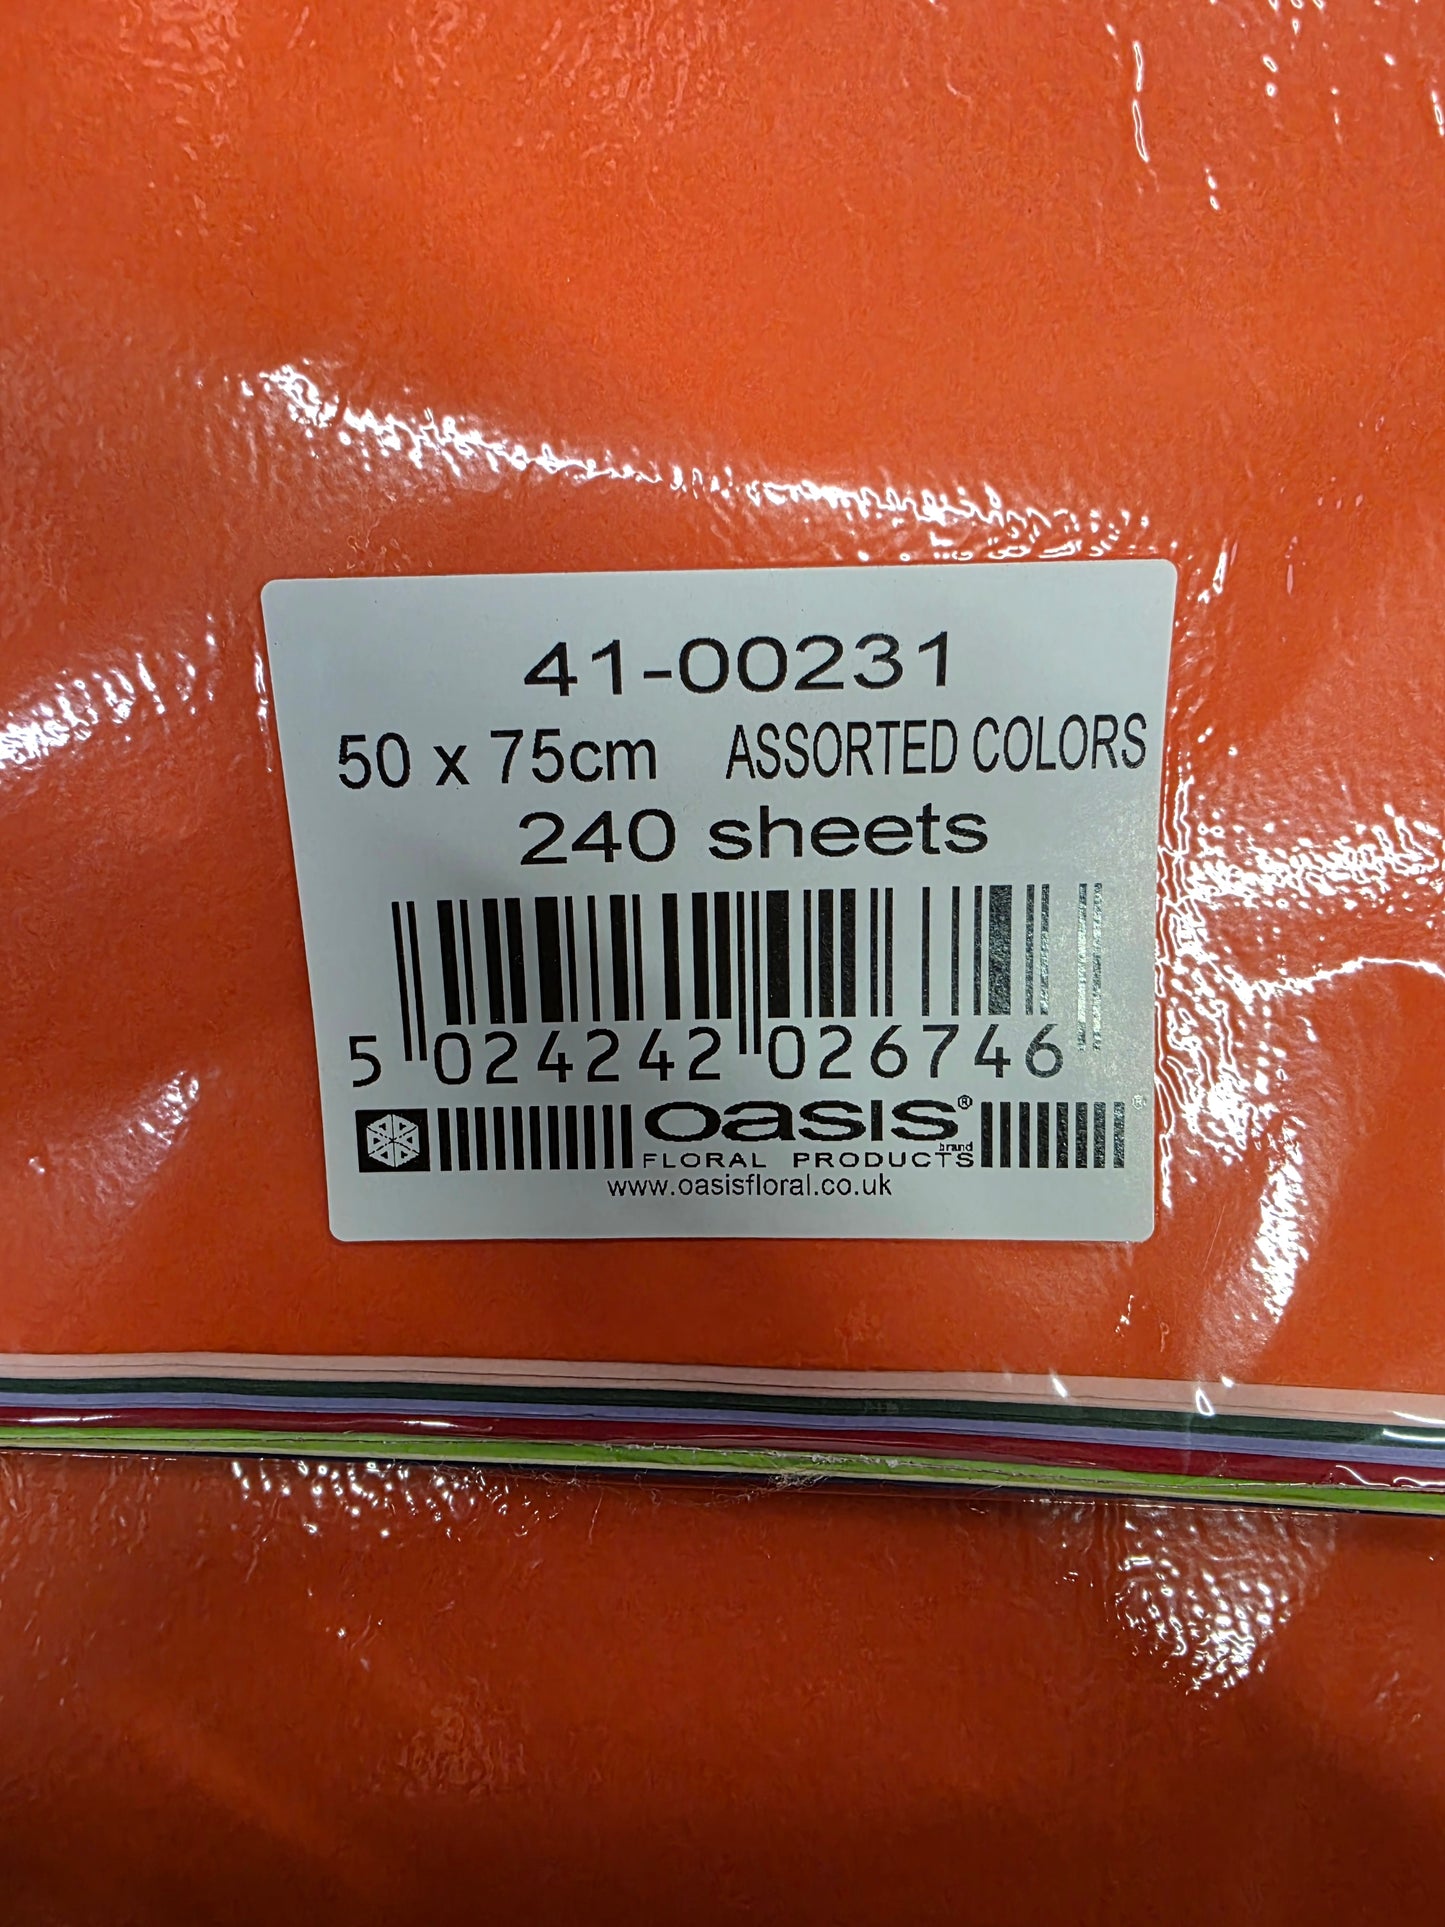 41-00231
50 x 75cm ASSORTED COLORS
240 sheets
5 024242 026746
OASIS® brand
FLORAL PRODUCTS ®
www.oasisfloral.co.uk